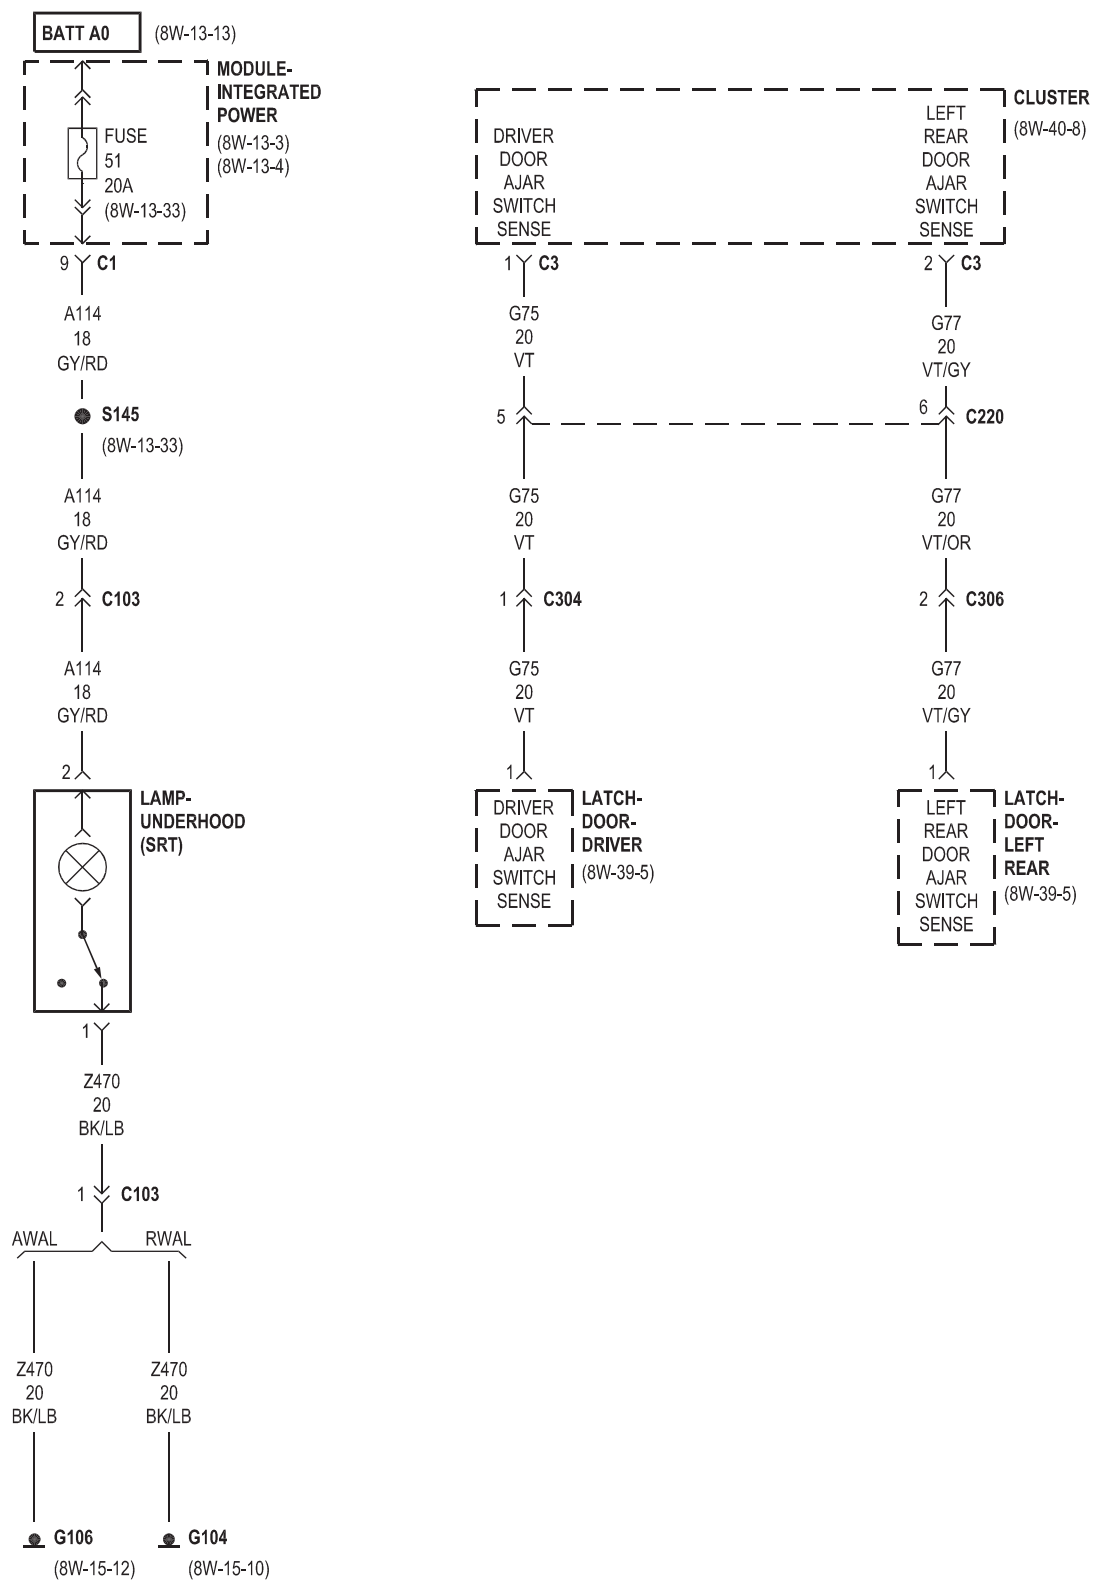 BATT A0 (8W-13-13)
MODULE-
INTEGRATED
POWER
(8W-13-3)
(8W-13-4)
FUSE
51
20A
(8W-13-33)
9 C1
A114
18
GY/RD
S145
(8W-13-33)
A114
18
GY/RD
2 C103
A114
18
GY/RD
2
LAMP-
UNDERHOOD
(SRT)
1
Z470
20
BK/LB
1 C103
AWAL RWAL
Z470
20
BK/LB
Z470
20
BK/LB
G106
(8W-15-12)
G104
(8W-15-10)
CLUSTER
(8W-40-8)
DRIVER
DOOR
AJAR
SWITCH
SENSE
1 C3
G75
20
VT
5
G75
20
VT
1 C304
G75
20
VT
1
DRIVER
DOOR
AJAR
SWITCH
SENSE
LATCH-
DOOR-
DRIVER
(8W-39-5)
LEFT
REAR
DOOR
AJAR
SWITCH
SENSE
2 C3
G77
20
VT/GY
6 C220
G77
20
VT/OR
2 C306
G77
20
VT/GY
1
LEFT
REAR
DOOR
AJAR
SWITCH
SENSE
LATCH-
DOOR-
LEFT
REAR
(8W-39-5)